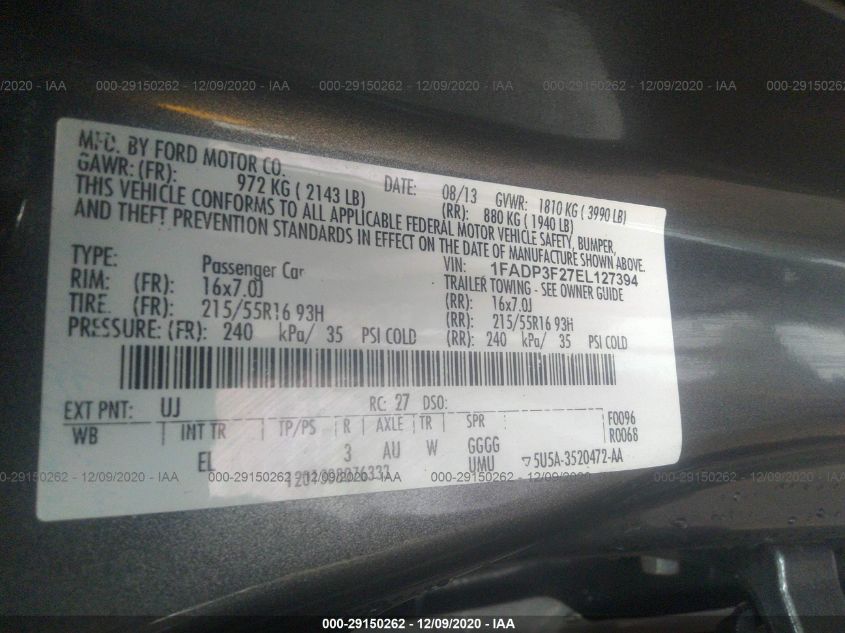 2/09/2020 - IAA 000-29150262 - 12/09/2020 - IAA 000-29150262 - 12/09/2020 - IAA 000-29150262 - 12
MFD. BY FORD MOTOR CO.
DATE: 08/13 GVWR: 1810 KG ( 3990 LB)
GAWR: (FR): 972 KG ( 2143 LB) (RR): 880 KG ( 1940 LB)
THIS VEHICLE CONFORMS TO ALL APPLICABLE FEDERAL MOTOR VEHICLE SAFETY, BUMPER,
AND THEFT PREVENTION STANDARDS IN EFFECT ON THE DATE OF MANUFACTURE SHOWN ABOVE.
VIN: 1FADP3F27EL127394
TYPE: Passenger Car TRAILER TOWING - SEE OWNER GUIDE
RIM: (FR): 16x7.0J (RR): 16x7.0J
TIRE. (FR): 215/55R16 93H (RR): 215/55R16 93H
PRESSURE: (FR): 240 kPa/ 35 PSI COLD (RR): 240 kPa/ 35 PSI COLD
EXT PNT: UJ RC: 27 DSO:
WB INT TR TP/PS R AXLE TR SPR F0096
R0068
EL 3 AU W GGGG
UMU 5U5A-3520472-AA
2/09/2020 - IAA 000-29150262 - 12/09/2020 - IAA 000-29150262 - 12/09/2020 - IAA 000-29150262 - 12
000-29150262 - 12/09/2020 - IAA